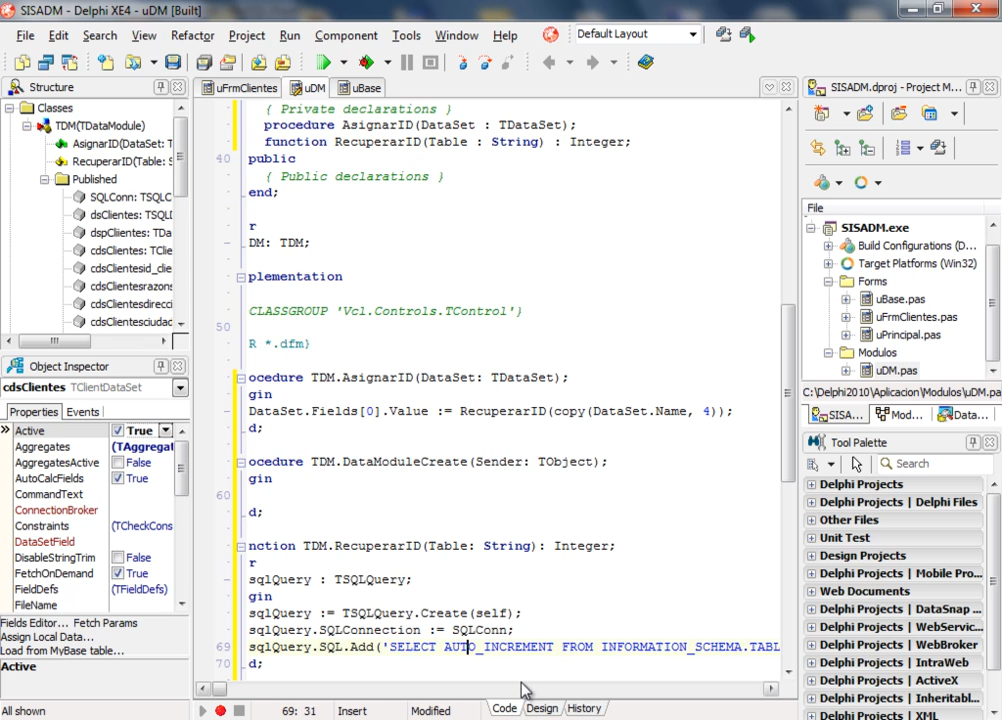 SISADM - Delphi XE4 - uDM [Built]
File Edit Search View Refactor Project Run Component Tools Window Help
Default Layout
Structure
Classes
TDM(TDataModule)
AsignarID(DataSet: T
RecuperarID(Table: S
Published
SQLConn: TSQLC
dsClientes: TSQL
dspClientes: TDa
cdsClientes: TClie
cdsClientesid_clie
cdsClientesrazons
cdsClientesdirecci
cdsClientesciudac
Object Inspector
cdsClientes TClientDataSet
Properties Events
Active True
Aggregates (TAggregat
AggregatesActive False
AutoCalcFields True
CommandText
ConnectionBroker
Constraints (TCheckCons
DataSetField
DisableStringTrim False
FetchOnDemand True
FieldDefs (TFieldDefs)
FileName
Fields Editor... Fetch Params
Assign Local Data...
Load from MyBase table...
Active
All shown
uFrmClientes uDM uBase
{ Private declarations }
procedure AsignarID(DataSet : TDataSet);
function RecuperarID(Table : String) : Integer;
40 public
{ Public declarations }
end;
r
DM: TDM;
plementation
CLASSGROUP 'Vcl.Controls.TControl'}
50
R *.dfm}
ocedure TDM.AsignarID(DataSet: TDataSet);
gin
DataSet.Fields[0].Value := RecuperarID(copy(DataSet.Name, 4));
d;
ocedure TDM.DataModuleCreate(Sender: TObject);
gin
60
d;
nction TDM.RecuperarID(Table: String): Integer;
r
sqlQuery : TSQLQuery;
gin
sqlQuery := TSQLQuery.Create(self);
sqlQuery.SQLConnection := SQLConn;
69 sqlQuery.SQL.Add('SELECT AUTO_INCREMENT FROM INFORMATION_SCHEMA.TABL
70 d;
69: 31 Insert Modified Code Design History
SISADM.dproj - Project M...
File
SISADM.exe
Build Configurations (D...
Target Platforms (Win32)
Forms
uBase.pas
uFrmClientes.pas
uPrincipal.pas
Modulos
uDM.pas
C:\Delphi2010\Aplicacion\Modulos\uDM.pas
SISA... Mod... Data...
Tool Palette
Search
Delphi Projects
Delphi Projects | Delphi Files
Other Files
Unit Test
Design Projects
Delphi Projects | Mobile Pro...
Web Documents
Delphi Projects | DataSnap ...
Delphi Projects | WebServic...
Delphi Projects | WebBroker
Delphi Projects | IntraWeb
Delphi Projects | ActiveX
Delphi Projects | Inheritabl...
Delphi Projects | XML